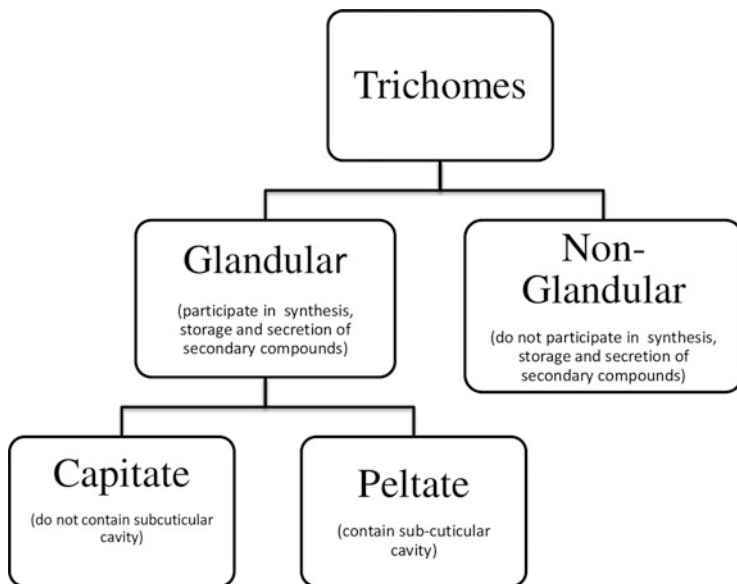 Trichomes
Glandular
(participate in synthesis,
storage and secretion of
secondary compounds)
Non-
Glandular
(do not participate in synthesis,
storage and secretion of
secondary compounds)
Capitate
(do not contain subcuticular
cavity)
Peltate
(contain sub-cuticular
cavity)